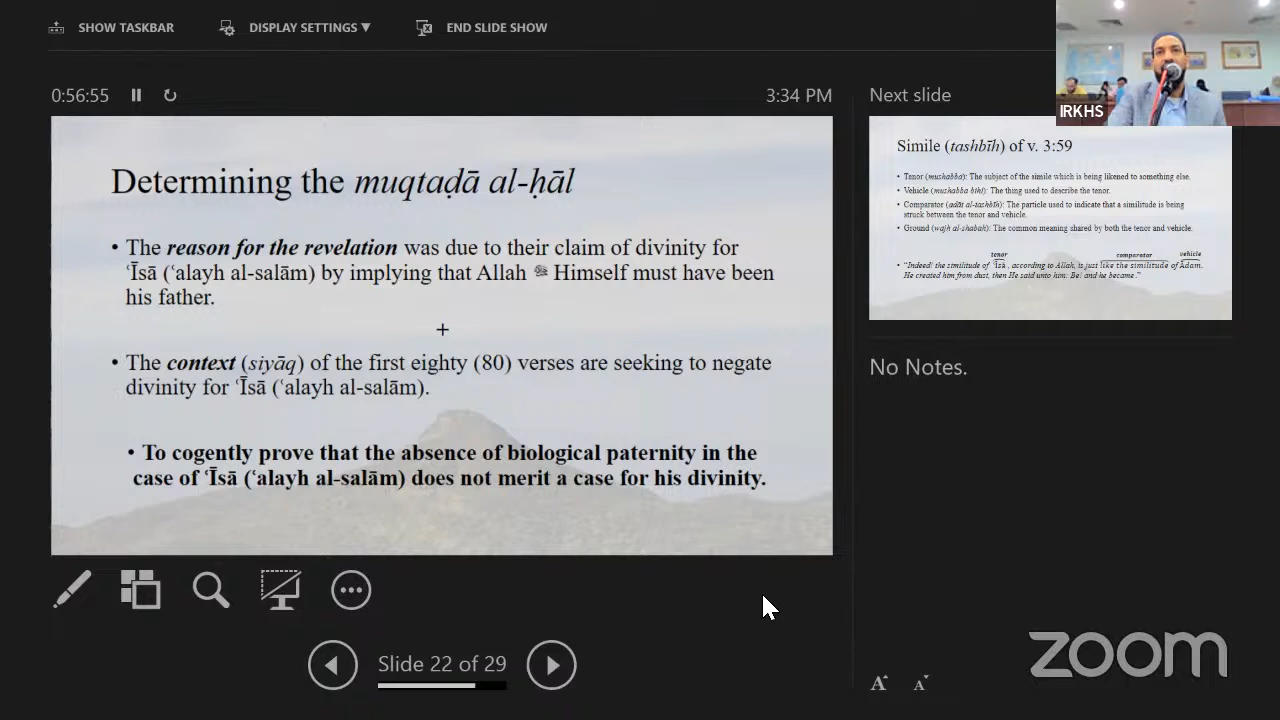 SHOW TASKBAR
DISPLAY SETTINGS ▼
END SLIDE SHOW
IRKHS
0:56:55
3:34 PM
Determining the muqtaḍā al-ḥāl
• The reason for the revelation was due to their claim of divinity for
ʿĪsā (ʿalayh al-salām) by implying that Allah ﷻ Himself must have been
his father.
+
• The context (siyāq) of the first eighty (80) verses are seeking to negate
divinity for ʿĪsā (ʿalayh al-salām).
• To cogently prove that the absence of biological paternity in the
case of ʿĪsā (ʿalayh al-salām) does not merit a case for his divinity.
Next slide
Simile (tashbīh) of v. 3:59
• Tenor (mushabba): The subject of the simile which is being likened to something else.
• Vehicle (mushabba bihī): The thing used to describe the tenor.
• Comparator (adāt al-tashbīh): The particle used to indicate that a similitude is being
struck between the tenor and vehicle.
• Ground (wajh al-shabah): The common meaning shared by both the tenor and vehicle.
tenor comparator vehicle
• "Indeed! the similitude of ʿĪsā, according to Allah, is just like the similitude of Ādam.
He created him from dust, then He said unto him: Be! and he became."
No Notes.
Slide 22 of 29
A A
zoom